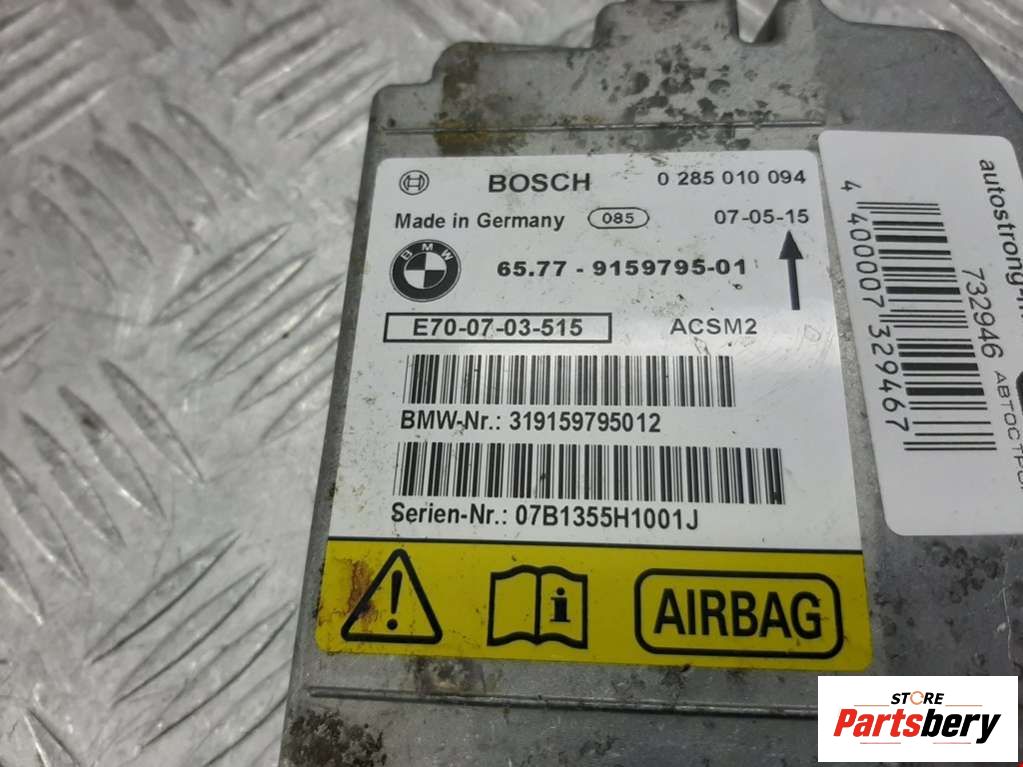 BOSCH 0 285 010 094
Made in Germany 085 07-05-15
BMW
65.77 - 9159795-01
E70-07-03-515 ACSM2
BMW-Nr.: 319159795012
Serien-Nr.: 07B1355H1001J
i
AIRBAG
732946
4 400007 329467
STORE
Partsbery